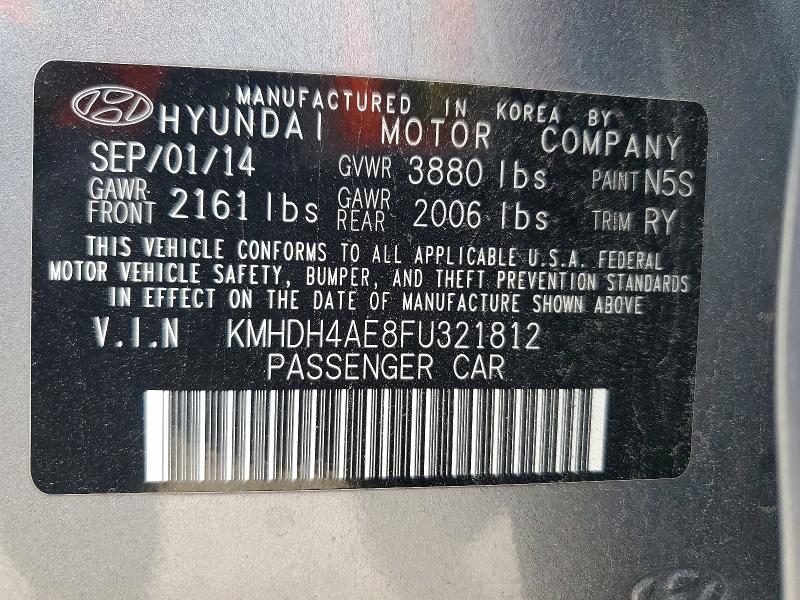 MANUFACTURED IN KOREA BY
HYUNDAI MOTOR COMPANY
SEP/01/14 GVWR 3880 lbs PAINT N5S
GAWR FRONT 2161 lbs GAWR REAR 2006 lbs TRIM RY
THIS VEHICLE CONFORMS TO ALL APPLICABLE U.S.A. FEDERAL
MOTOR VEHICLE SAFETY, BUMPER, AND THEFT PREVENTION STANDARDS
IN EFFECT ON THE DATE OF MANUFACTURE SHOWN ABOVE
V.I.N KMHDH4AE8FU321812
PASSENGER CAR